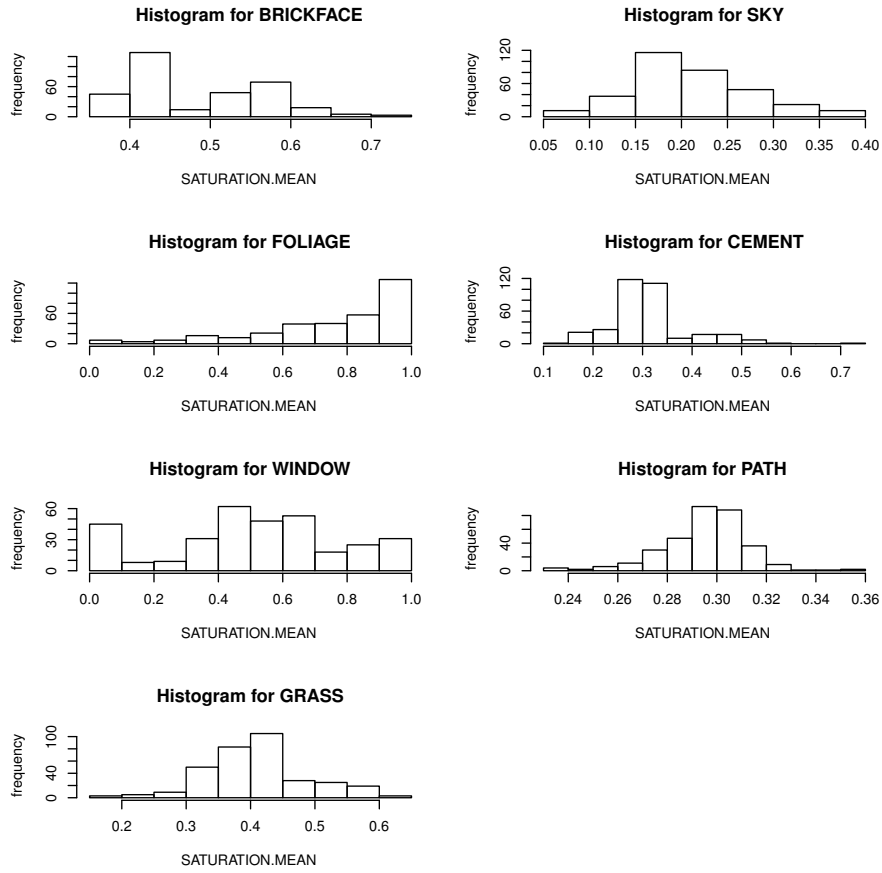 Histogram for BRICKFACE
frequency
0 60
0.4 0.5 0.6 0.7
SATURATION.MEAN
Histogram for SKY
frequency
0 60 120
0.05 0.10 0.15 0.20 0.25 0.30 0.35 0.40
SATURATION.MEAN
Histogram for FOLIAGE
frequency
0 60
0.0 0.2 0.4 0.6 0.8 1.0
SATURATION.MEAN
Histogram for CEMENT
frequency
0 60 120
0.1 0.2 0.3 0.4 0.5 0.6 0.7
SATURATION.MEAN
Histogram for WINDOW
frequency
0 30 60
0.0 0.2 0.4 0.6 0.8 1.0
SATURATION.MEAN
Histogram for PATH
frequency
0 40
0.24 0.26 0.28 0.30 0.32 0.34 0.36
SATURATION.MEAN
Histogram for GRASS
frequency
0 40 100
0.2 0.3 0.4 0.5 0.6
SATURATION.MEAN